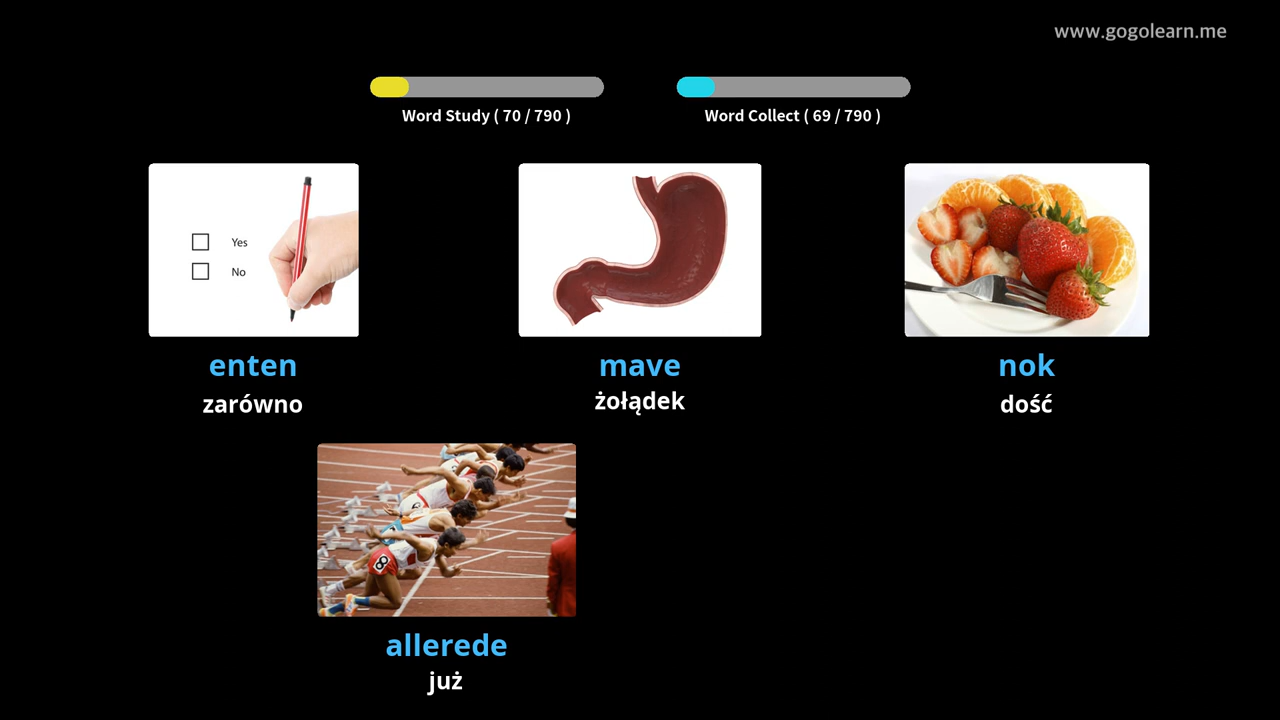 www.gogolearn.me
Word Study ( 70 / 790 )
Word Collect ( 69 / 790 )
Yes
No
enten
zarówno
mave
żołądek
nok
dość
8
allerede
już